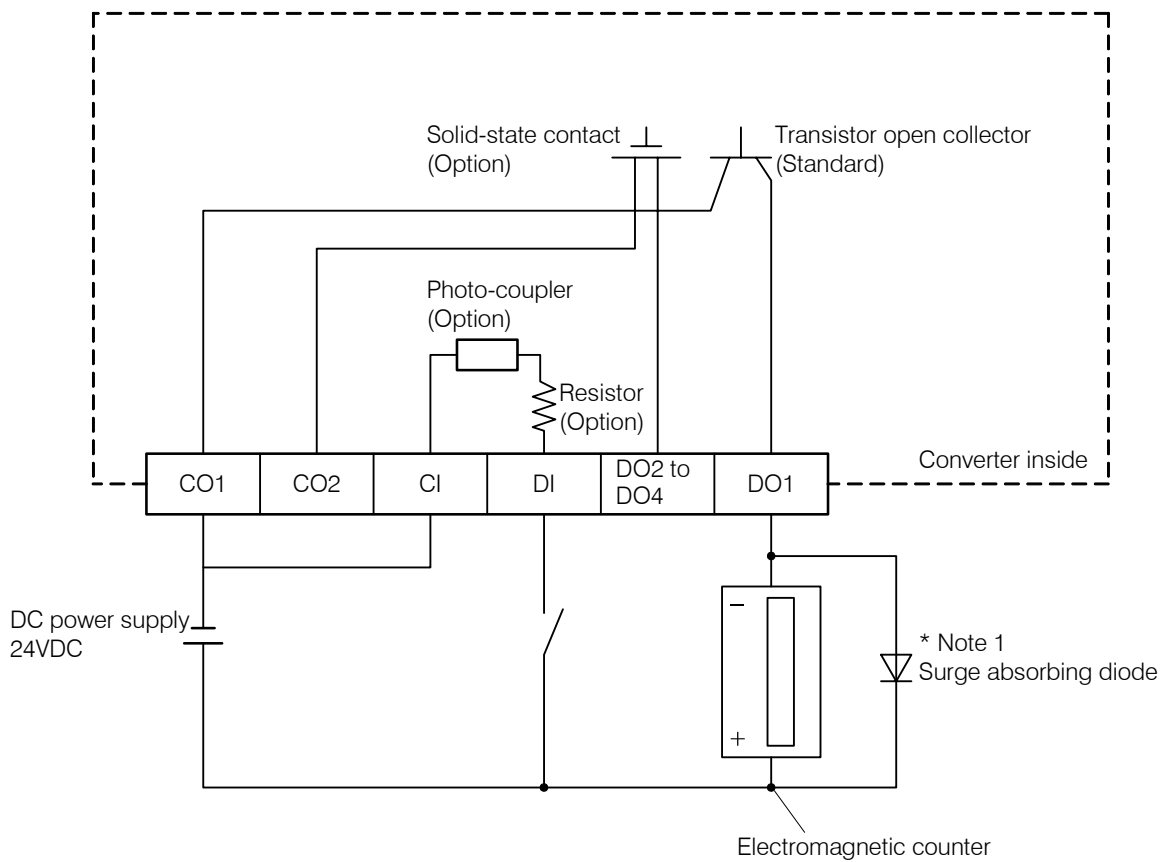 Solid-state contact
(Option)
Transistor open collector
(Standard)
Photo-coupler
(Option)
Resistor
(Option)
Converter inside
CO1
CO2
CI
DI
DO2 to
DO4
DO1
DC power supply
24VDC
−
+
* Note 1
Surge absorbing diode
Electromagnetic counter